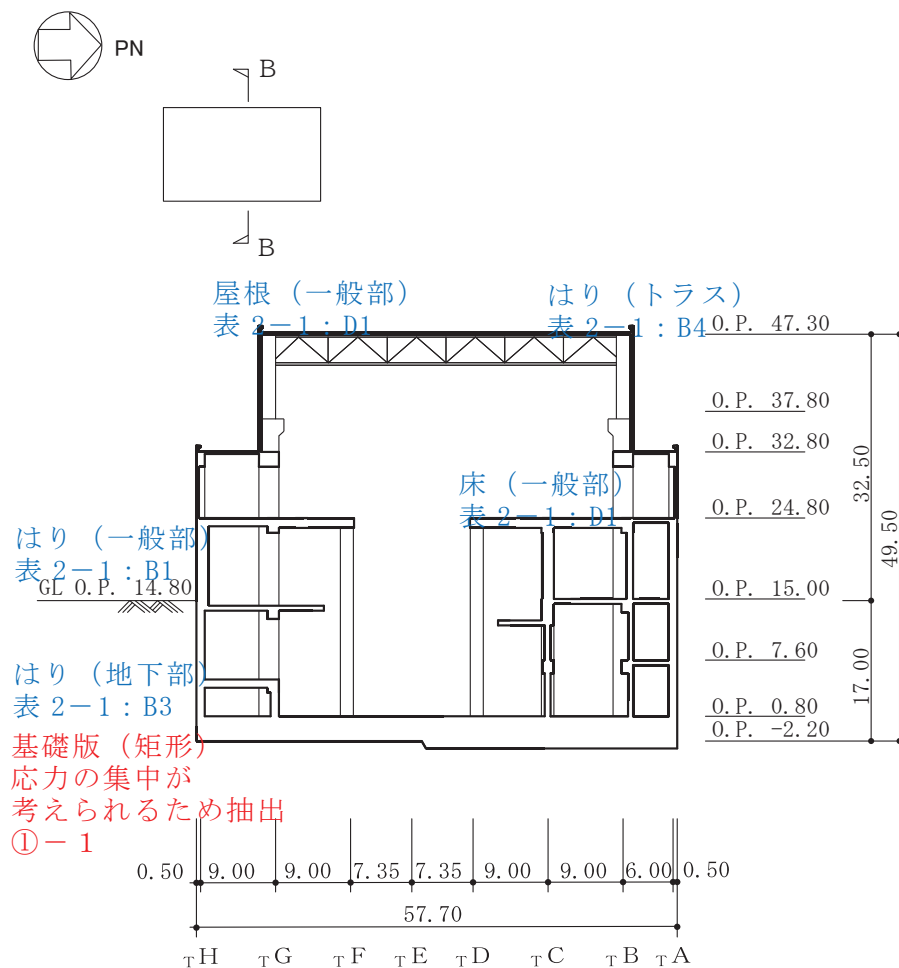 PN
B
B
屋根（一般部）
表2－1：D1
はり（トラス）
表2－1：B4
O.P. 47.30
O.P. 37.80
O.P. 32.80
床（一般部）
表2－1：D1
O.P. 24.80
はり（一般部）
表2－1：B1
GL O.P. 14.80
O.P. 15.00
はり（地下部）
表2－1：B3
O.P. 7.60
O.P. 0.80
O.P. -2.20
32.50
49.50
17.00
基礎版（矩形）
応力の集中が
考えられるため抽出
①－１
0.50 9.00 9.00 7.35 7.35 9.00 9.00 6.00 0.50
57.70
TH TG TF TE TD TC TB TA